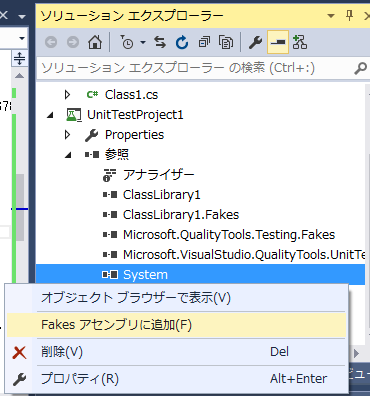 ソリューション エクスプローラー
ソリューション エクスプローラー の検索 (Ctrl+:)
Class1.cs
UnitTestProject1
Properties
参照
アナライザー
ClassLibrary1
ClassLibrary1.Fakes
Microsoft.QualityTools.Testing.Fakes
Microsoft.VisualStudio.QualityTools.UnitTe
System
オブジェクト ブラウザーで表示(V)
Fakes アセンブリに追加(F)
削除(V) Del
プロパティ(R) Alt+Enter